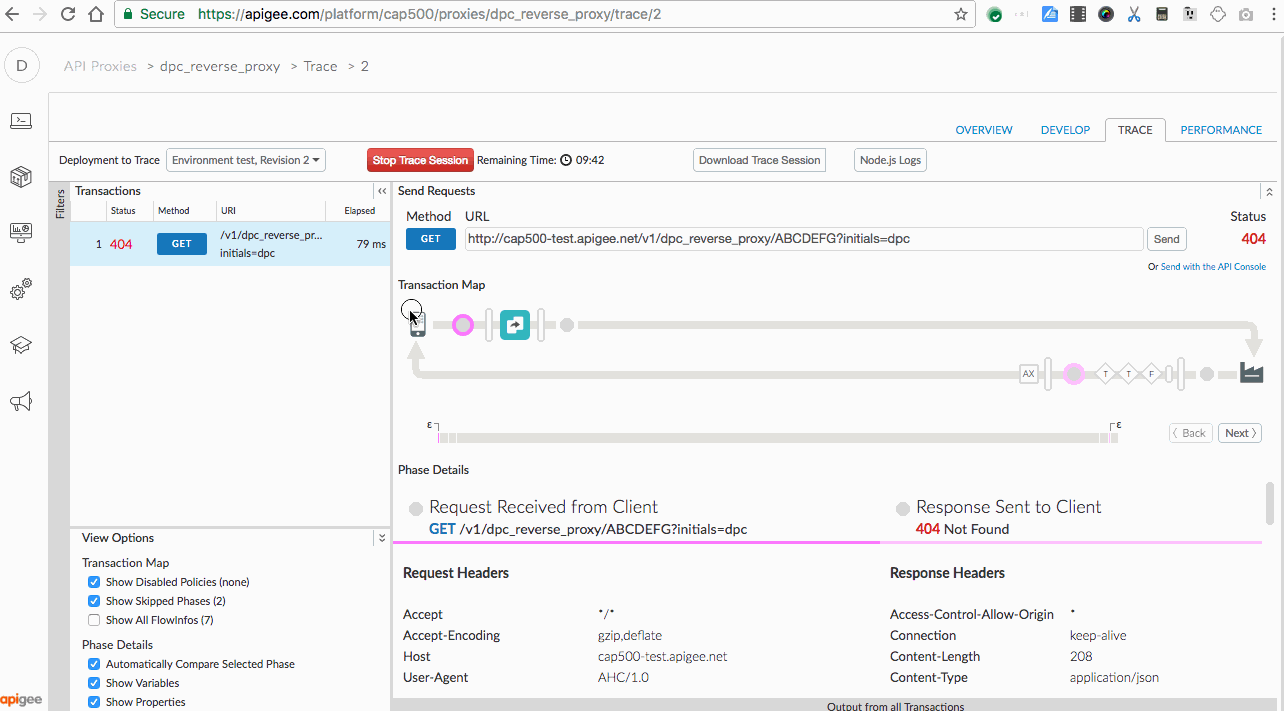 Secure https://apigee.com/platform/cap500/proxies/dpc_reverse_proxy/trace/2
D API Proxies > dpc_reverse_proxy > Trace > 2
OVERVIEW DEVELOP TRACE PERFORMANCE
Deployment to Trace Environment test, Revision 2 Stop Trace Session Remaining Time: 09:42 Download Trace Session Node.js Logs
Filters
Transactions
Status Method URI Elapsed
1 404 GET /v1/dpc_reverse_pr... 79 ms
initials=dpc
Send Requests
Method URL Status
GET http://cap500-test.apigee.net/v1/dpc_reverse_proxy/ABCDEFG?initials=dpc Send 404
Or Send with the API Console
Transaction Map
AX T T F
ε ε
Back Next
Phase Details
Request Received from Client Response Sent to Client
GET /v1/dpc_reverse_proxy/ABCDEFG?initials=dpc 404 Not Found
Request Headers Response Headers
Accept */* Access-Control-Allow-Origin *
Accept-Encoding gzip,deflate Connection keep-alive
Host cap500-test.apigee.net Content-Length 208
User-Agent AHC/1.0 Content-Type application/json
Output from all Transactions
View Options
Transaction Map
Show Disabled Policies (none)
Show Skipped Phases (2)
Show All FlowInfos (7)
Phase Details
Automatically Compare Selected Phase
Show Variables
Show Properties
apigee